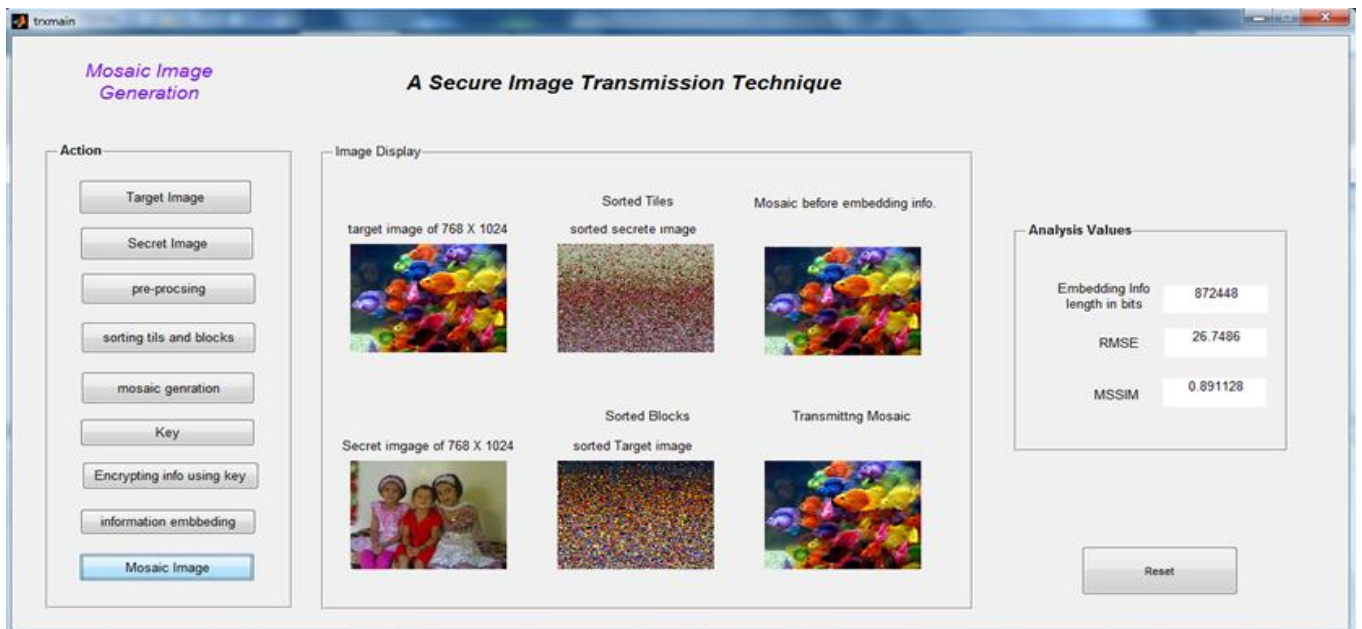 trxmain
Mosaic Image
Generation
A Secure Image Transmission Technique
Action
Target Image
Secret Image
pre-procsing
sorting tils and blocks
mosaic genration
Key
Encrypting info using key
information embbeding
Mosaic Image
Image Display
target image of 768 X 1024
Sorted Tiles
sorted secrete image
Mosaic before embedding info.
Secret imgage of 768 X 1024
Sorted Blocks
sorted Target image
Transmittng Mosaic
Analysis Values
Embedding Info
length in bits
872448
RMSE
26.7486
MSSIM
0.891128
Reset